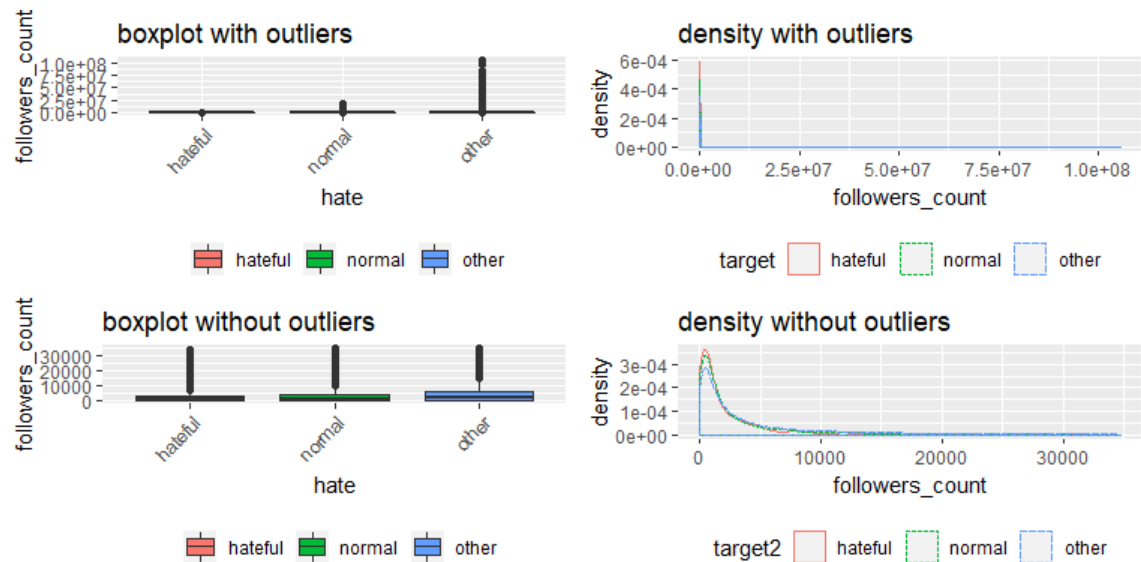 boxplot with outliers
followers_count
1.0e+08
7.5e+07
5.0e+07
2.5e+07
0.0e+00
hateful normal other
hate
hateful normal other
density with outliers
density
6e-04
4e-04
2e-04
0e+00
0.0e+00 2.5e+07 5.0e+07 7.5e+07 1.0e+08
followers_count
target hateful normal other
boxplot without outliers
followers_count
30000
20000
10000
0
hateful normal other
hate
hateful normal other
density without outliers
density
3e-04
2e-04
1e-04
0e+00
0 10000 20000 30000
followers_count
target2 hateful normal other